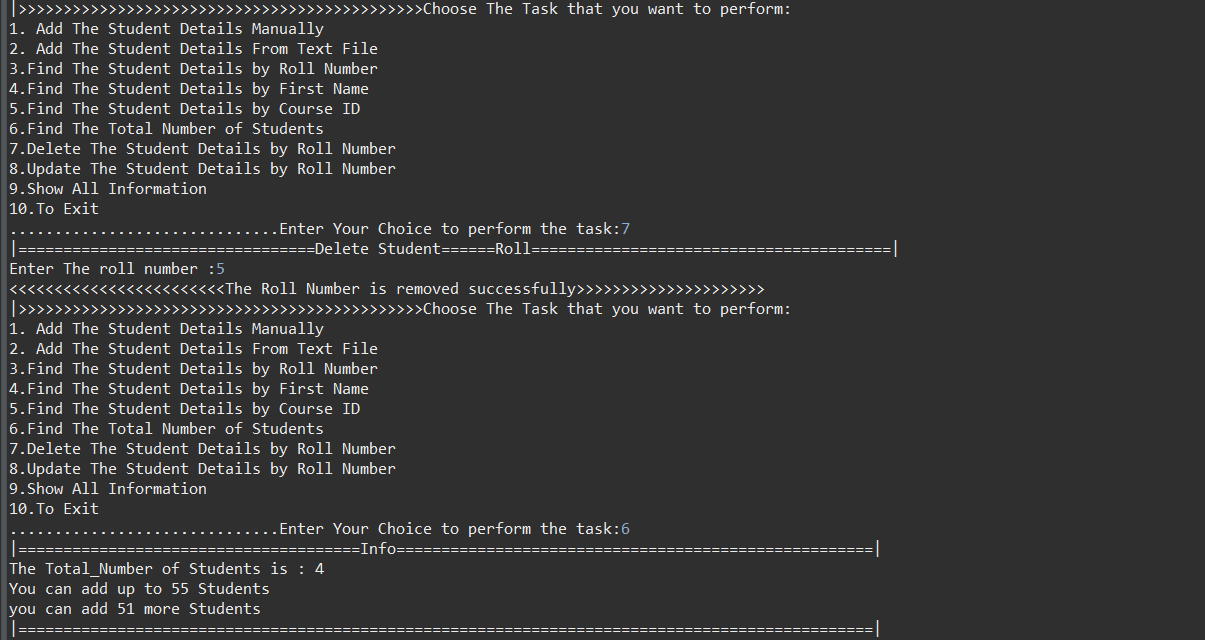 |>>>>>>>>>>>>>>>>>>>>>>>>>>>>>>>>>>>>>>>>>>>>>Choose The Task that you want to perform:
1. Add The Student Details Manually
2. Add The Student Details From Text File
3.Find The Student Details by Roll Number
4.Find The Student Details by First Name
5.Find The Student Details by Course ID
6.Find The Total Number of Students
7.Delete The Student Details by Roll Number
8.Update The Student Details by Roll Number
9.Show All Information
10.To Exit
..............................Enter Your Choice to perform the task:7
|=================================Delete Student======Roll========================================|
Enter The roll number :5
<<<<<<<<<<<<<<<<<<<<<<<<The Roll Number is removed successfully>>>>>>>>>>>>>>>>>>>>>
|>>>>>>>>>>>>>>>>>>>>>>>>>>>>>>>>>>>>>>>>>>>>>Choose The Task that you want to perform:
1. Add The Student Details Manually
2. Add The Student Details From Text File
3.Find The Student Details by Roll Number
4.Find The Student Details by First Name
5.Find The Student Details by Course ID
6.Find The Total Number of Students
7.Delete The Student Details by Roll Number
8.Update The Student Details by Roll Number
9.Show All Information
10.To Exit
..............................Enter Your Choice to perform the task:6
|======================================Info=====================================================|
The Total_Number of Students is : 4
You can add up to 55 Students
you can add 51 more Students
|===============================================================================================|